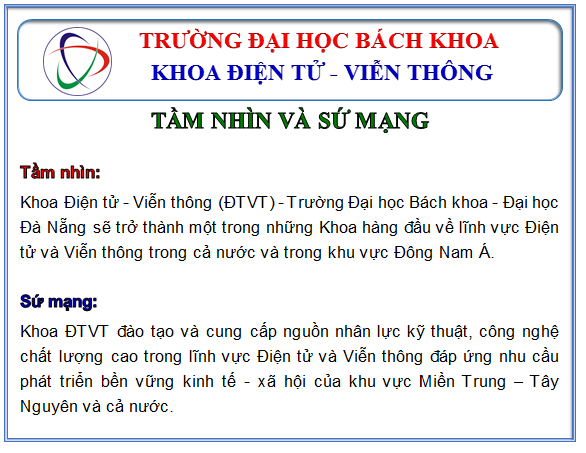 TRƯỜNG ĐẠI HỌC BÁCH KHOA
KHOA ĐIỆN TỬ - VIỄN THÔNG
TẦM NHÌN VÀ SỨ MẠNG
Tầm nhìn:
Khoa Điện tử - Viễn thông (ĐTVT) - Trường Đại học Bách khoa - Đại học
Đà Nẵng sẽ trở thành một trong những Khoa hàng đầu về lĩnh vực Điện
tử và Viễn thông trong cả nước và trong khu vực Đông Nam Á.
Sứ mạng:
Khoa ĐTVT đào tạo và cung cấp nguồn nhân lực kỹ thuật, công nghệ
chất lượng cao trong lĩnh vực Điện tử và Viễn thông đáp ứng nhu cầu
phát triển bền vững kinh tế - xã hội của khu vực Miền Trung – Tây
Nguyên và cả nước.